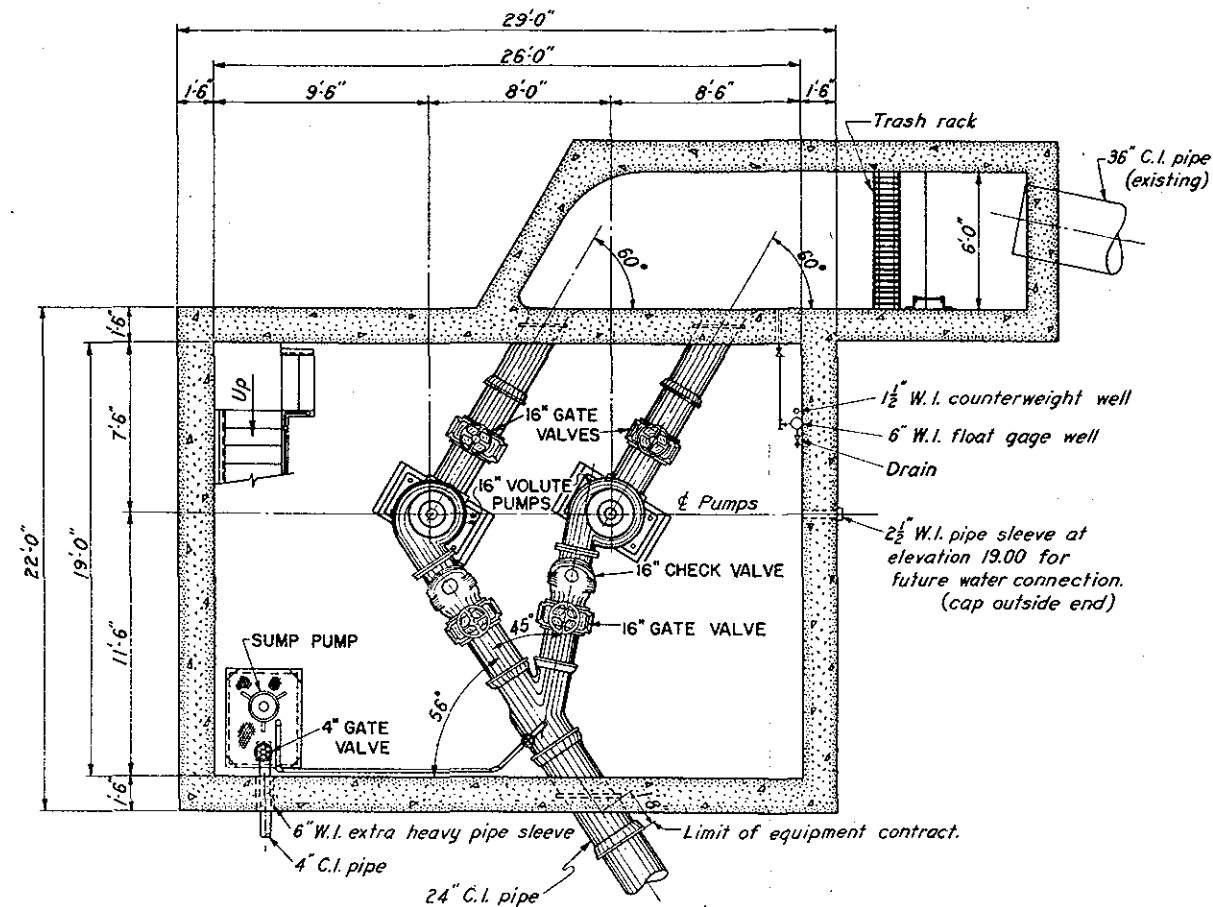 29'-0"
26'-0"
1'-6" 9'-6" 8'-0" 8'-6" 1'-6"
Trash rack
36" C.I. pipe
(existing)
6'-0"
60°
60°
1'-6"
Up
7'-6"
16" GATE
VALVES
1½" W.I. counterweight well
6" W.I. float gage well
Drain
16" VOLUTE
PUMPS
℄ Pumps
2½" W.I. pipe sleeve at
elevation 19.00 for
future water connection.
(cap outside end)
22'-0"
19'-0"
11'-6"
16" CHECK VALVE
45°
16" GATE VALVE
SUMP PUMP
56°
4" GATE
VALVE
1'-6"
6" W.I. extra heavy pipe sleeve
Limit of equipment contract.
4" C.I. pipe
24" C.I. pipe